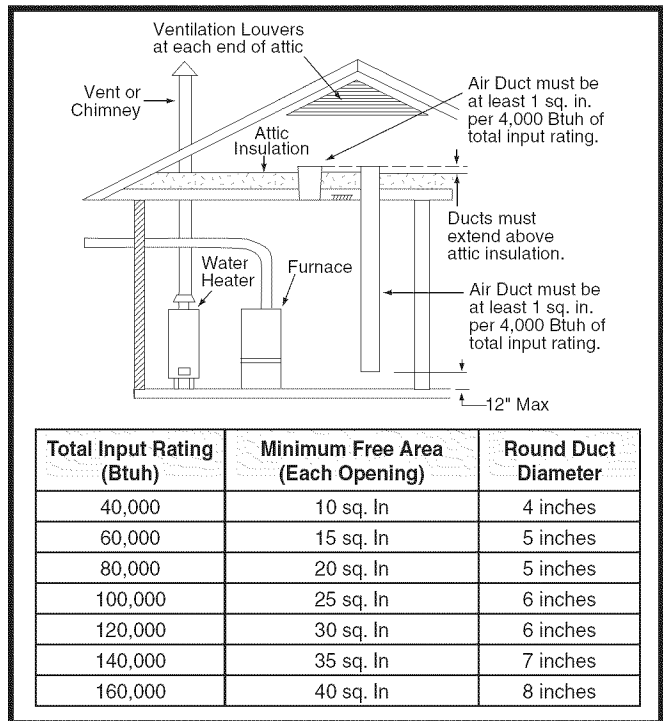 Ventilation Louvers
at each end of attic
Vent or
Chimney
Air Duct must be
at least 1 sq. in.
per 4,000 Btuh of
total input rating.
Attic
Insulation
Ducts must
extend above
attic insulation.
Water
Heater
Furnace
Air Duct must be
at least 1 sq. in.
per 4,000 Btuh of
total input rating.
12" Max
Total Input Rating (Btuh) Minimum Free Area (Each Opening) Round Duct Diameter
40,000 10 sq. In 4 inches
60,000 15 sq. In 5 inches
80,000 20 sq. In 5 inches
100,000 25 sq. In 6 inches
120,000 30 sq. In 6 inches
140,000 35 sq. In 7 inches
160,000 40 sq. In 8 inches